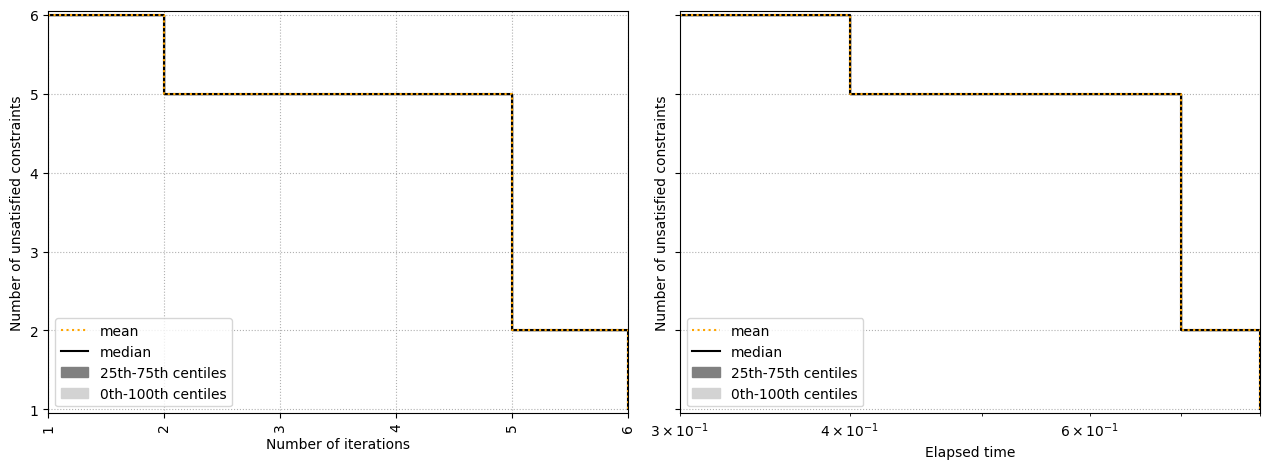 6
5
4
3
2
1
Number of unsatisfied constraints
mean
median
25th-75th centiles
0th-100th centiles
1
2
3
4
5
6
Number of iterations
Number of unsatisfied constraints
mean
median
25th-75th centiles
0th-100th centiles
3 × 10⁻¹
4 × 10⁻¹
6 × 10⁻¹
Elapsed time